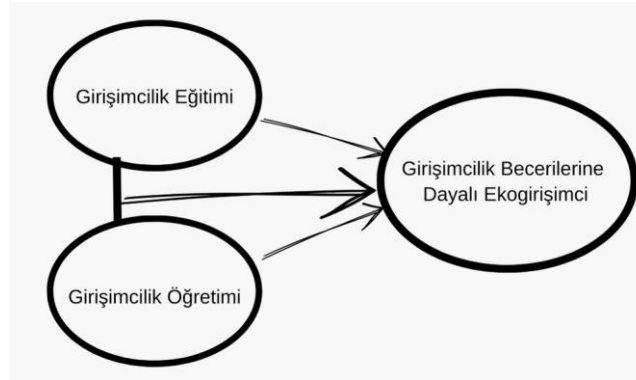 Girişimcilik Eğitimi
Girişimcilik Becerilerine
Dayalı Ekogirişimci
Girişimcilik Öğretimi